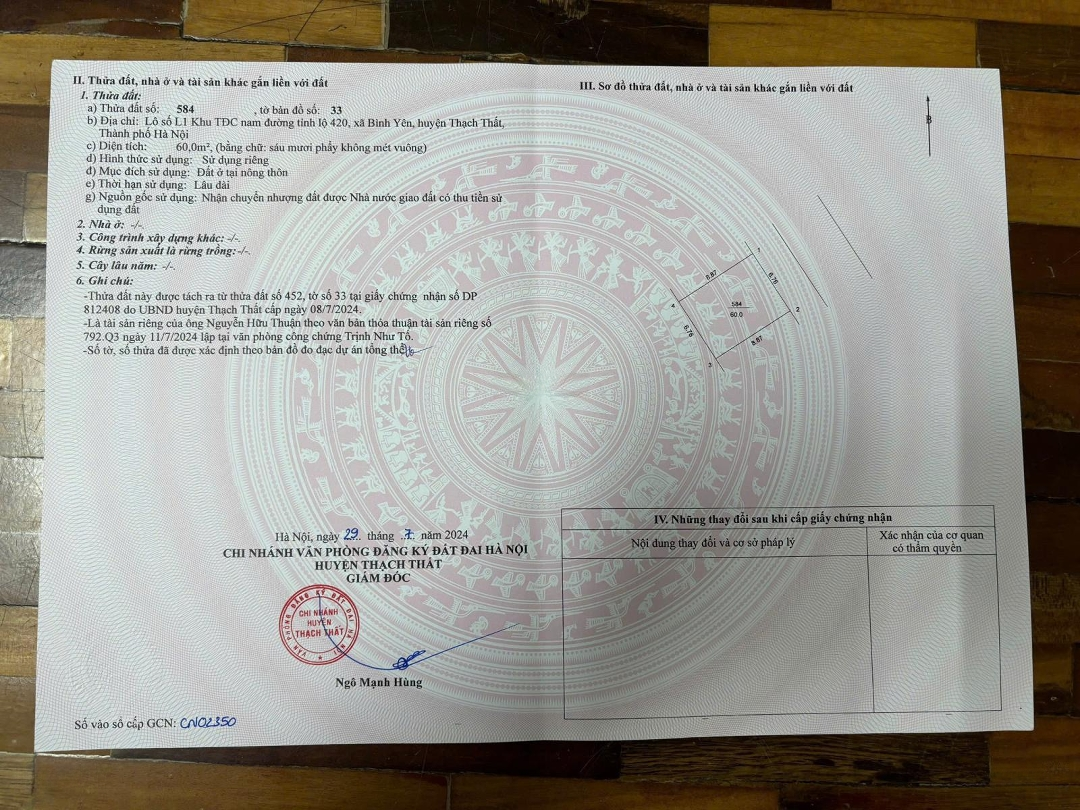 II. Thửa đất, nhà ở và tài sản khác gắn liền với đất
1. Thửa đất:
a) Thửa đất số: 584 , tờ bản đồ số: 33
b) Địa chỉ: Lô số L1 Khu TĐC nam đường tỉnh lộ 420, xã Bình Yên, huyện Thạch Thất,
Thành phố Hà Nội
c) Diện tích: 60,0m², (bằng chữ: sáu mươi phẩy không mét vuông)
d) Hình thức sử dụng: Sử dụng riêng
đ) Mục đích sử dụng: Đất ở tại nông thôn
e) Thời hạn sử dụng: Lâu dài
g) Nguồn gốc sử dụng: Nhận chuyển nhượng đất được Nhà nước giao đất có thu tiền sử
dụng đất
2. Nhà ở: -/-.
3. Công trình xây dựng khác: -/-.
4. Rừng sản xuất là rừng trồng: -/-.
5. Cây lâu năm: -/-.
6. Ghi chú:
-Thửa đất này được tách ra từ thửa đất số 452, tờ số 33 tại giấy chứng nhận số DP
812408 do UBND huyện Thạch Thất cấp ngày 08/7/2024.
-Là tài sản riêng của ông Nguyễn Hữu Thuận theo văn bản thỏa thuận tài sản riêng số
792.Q3 ngày 11/7/2024 lập tại văn phòng công chứng Trịnh Như Tố.
-Số tờ, số thửa đã được xác định theo bản đồ đo đạc dự án tổng thể
Hà Nội, ngày 29 tháng 7 năm 2024
CHI NHÁNH VĂN PHÒNG ĐĂNG KÝ ĐẤT ĐAI HÀ NỘI
HUYỆN THẠCH THẤT
GIÁM ĐỐC
VĂN PHÒNG ĐĂNG KÝ ĐẤT ĐAI HÀ NỘI
CHI NHÁNH
HUYỆN
THẠCH THẤT
Ngô Mạnh Hùng
Số vào sổ cấp GCN: CN02350
III. Sơ đồ thửa đất, nhà ở và tài sản khác gắn liền với đất
B
1
8.87
6.76
4
584
60.0
2
6.76
8.87
3
IV. Những thay đổi sau khi cấp giấy chứng nhận
Nội dung thay đổi và cơ sở pháp lý
Xác nhận của cơ quan
có thẩm quyền